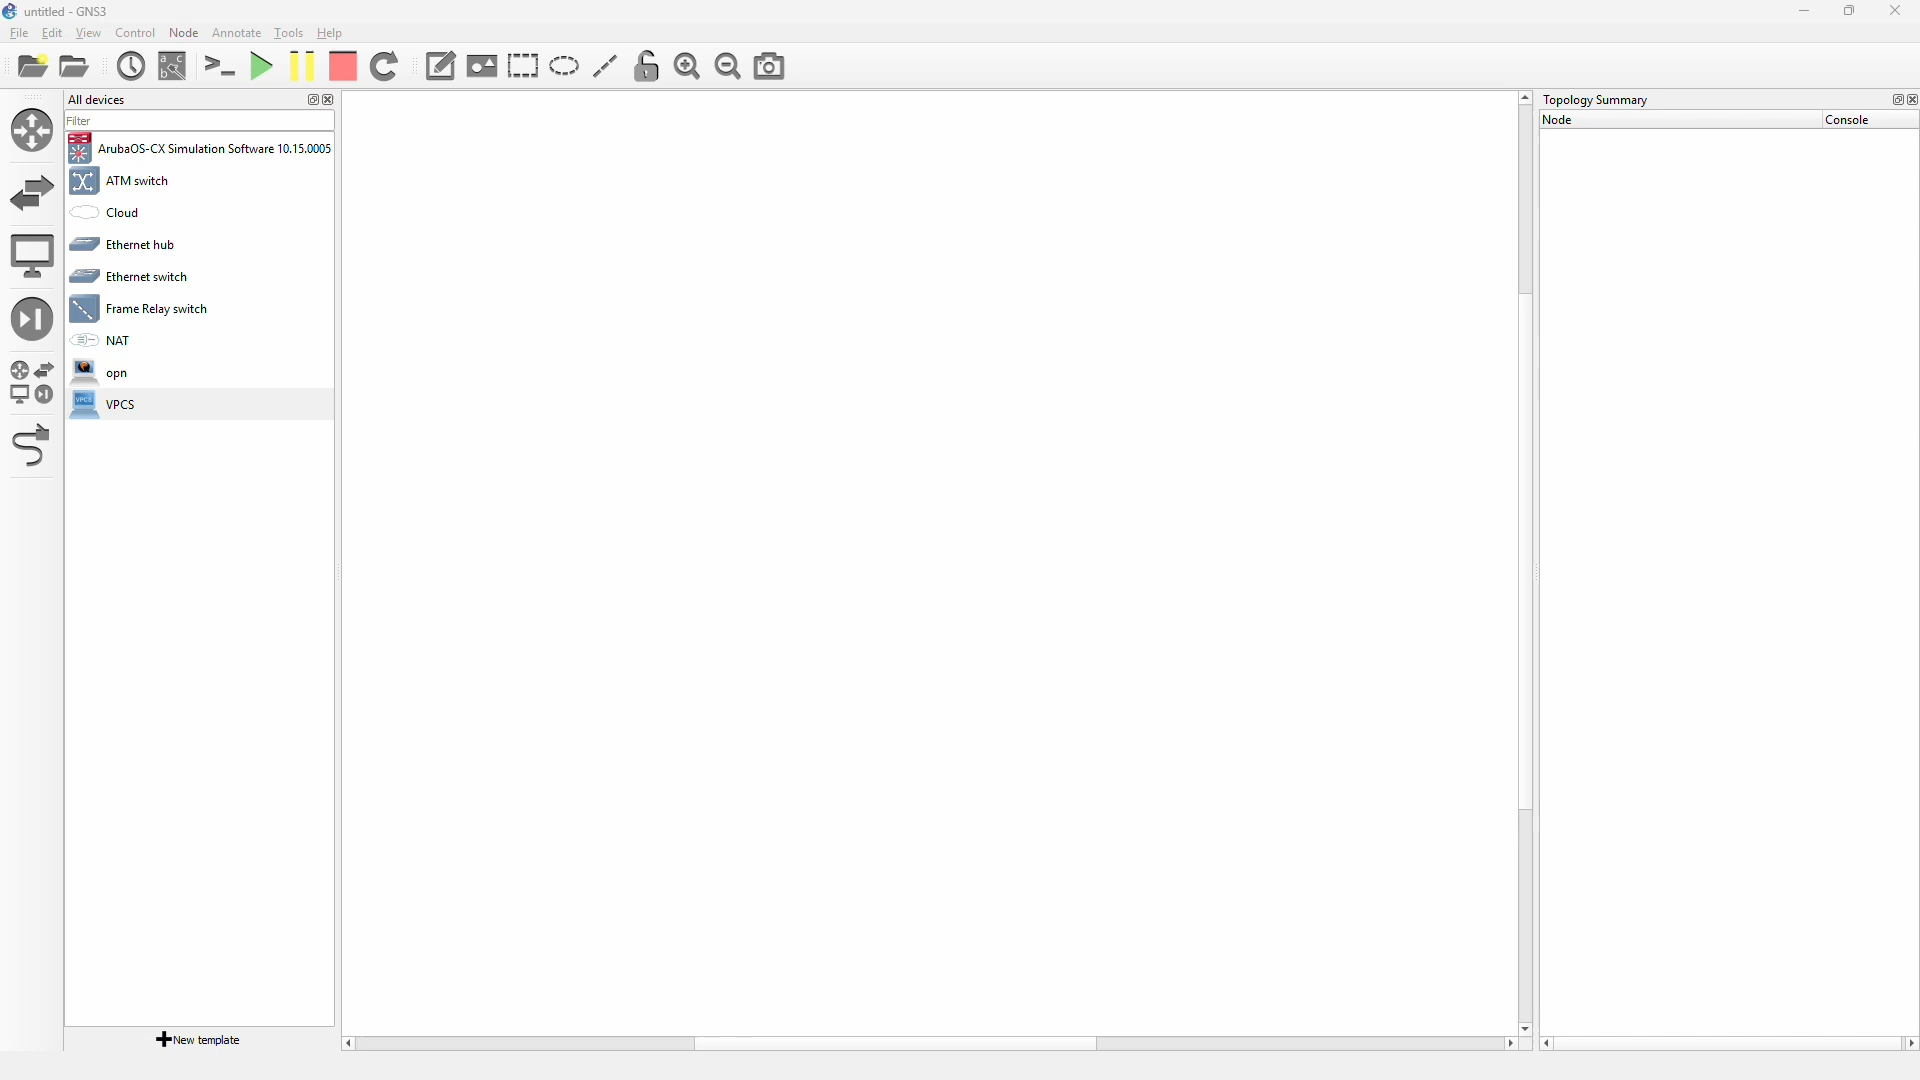 untitled - GNS3
File Edit View Control Node Annotate Tools Help
a c
b
All devices
Filter
ArubaOS-CX Simulation Software 10.15.0005
ATM switch
Cloud
Ethernet hub
Ethernet switch
Frame Relay switch
NAT
opn
VPCS
VPCS
New template
Topology Summary
Node Console